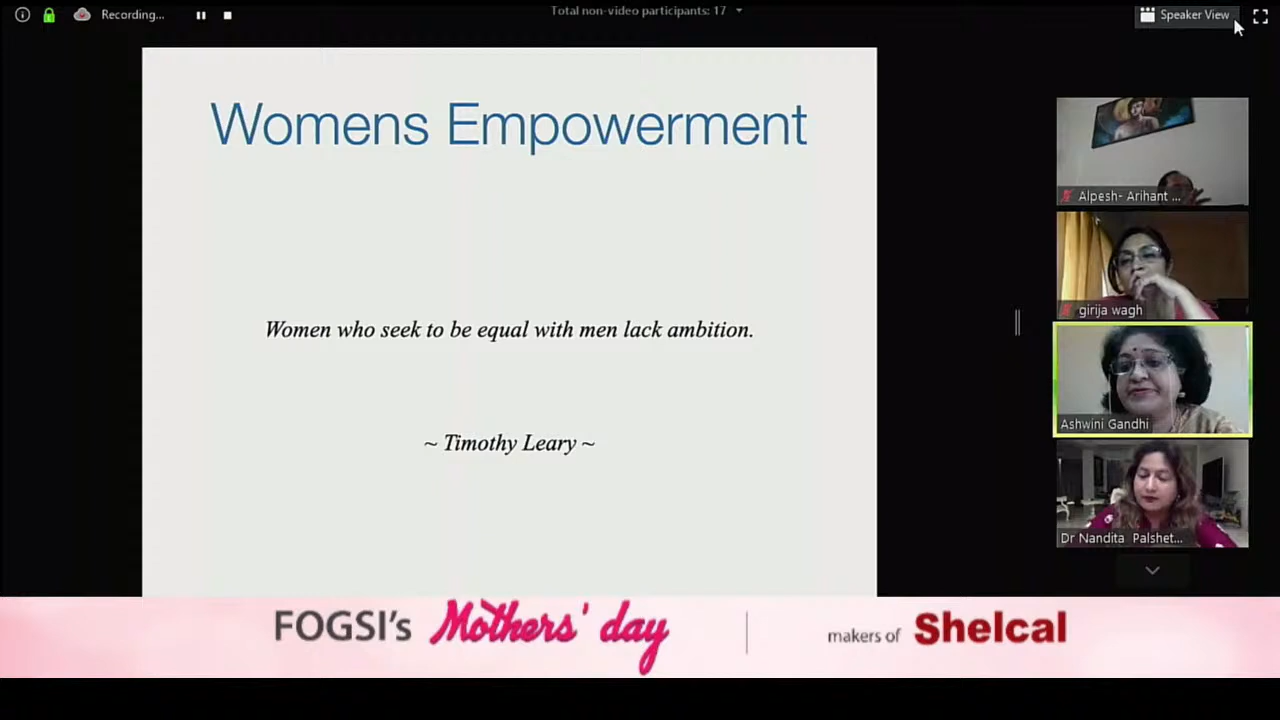 Recording...
Total non-video participants: 17
Speaker View
Womens Empowerment
Women who seek to be equal with men lack ambition.
~ Timothy Leary ~
Alpesh- Arihant ...
girija wagh
Ashwini Gandhi
Dr Nandita Palshet...
FOGSI's Mothers' day
makers of Shelcal